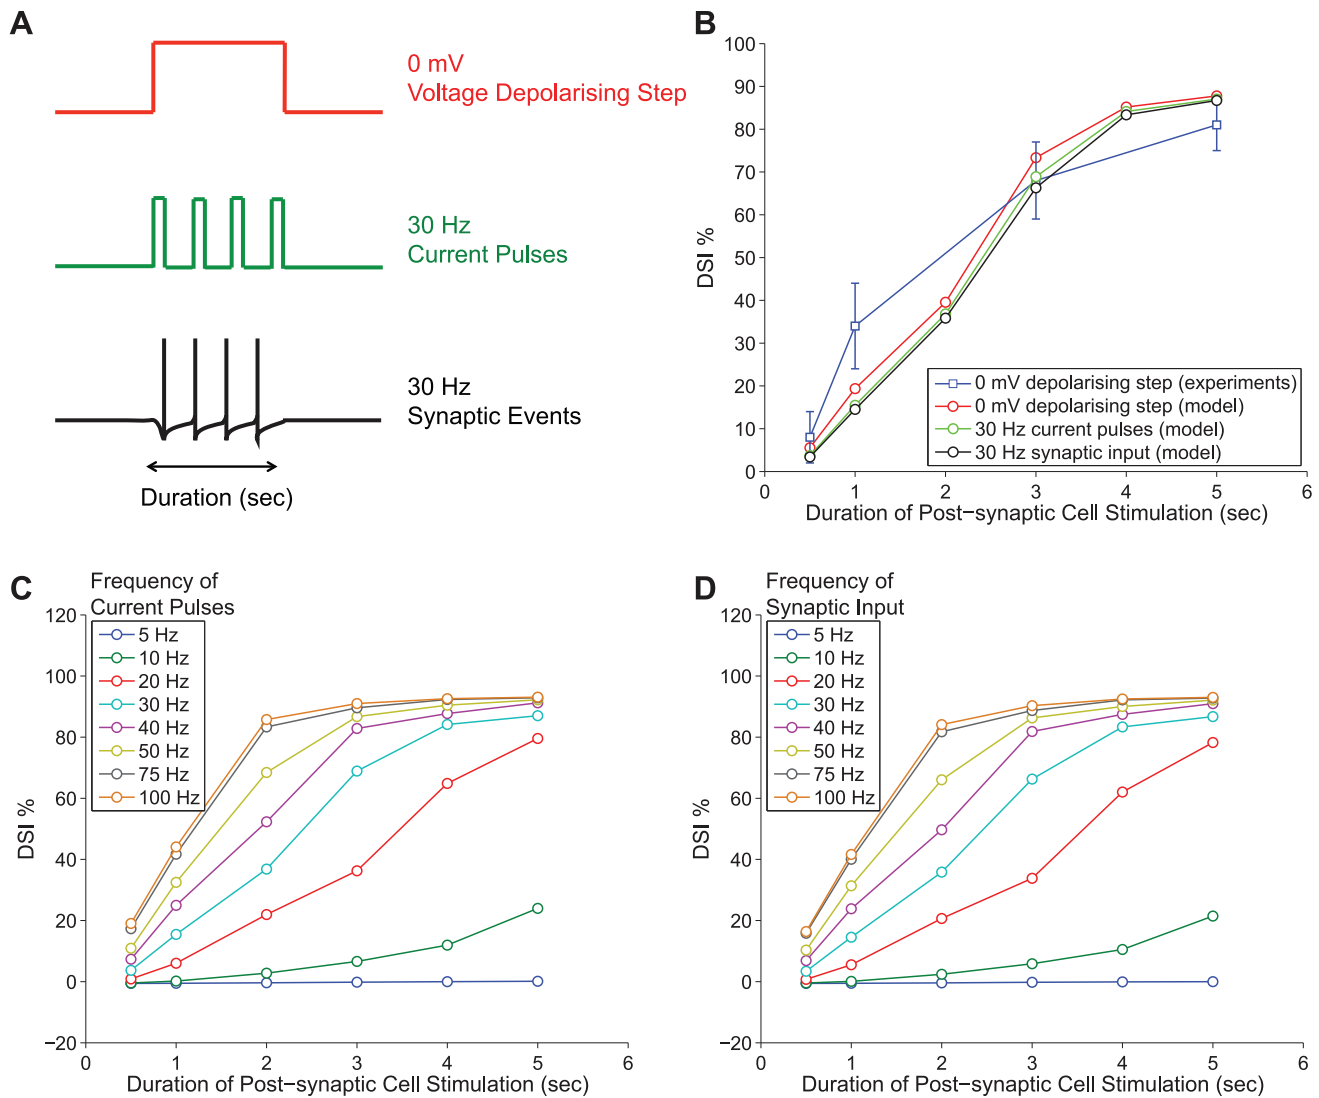 A
0 mV
Voltage Depolarising Step
30 Hz
Current Pulses
30 Hz
Synaptic Events
Duration (sec)
B
100
90
80
70
60
50
40
30
20
10
0
DSI %
0 mV depolarising step (experiments)
0 mV depolarising step (model)
30 Hz current pulses (model)
30 Hz synaptic input (model)
0 1 2 3 4 5 6
Duration of Post−synaptic Cell Stimulation (sec)
C
Frequency of
Current Pulses
5 Hz
10 Hz
20 Hz
30 Hz
40 Hz
50 Hz
75 Hz
100 Hz
120
100
80
60
40
20
0
−20
DSI %
0 1 2 3 4 5 6
Duration of Post−synaptic Cell Stimulation (sec)
D
Frequency of
Synaptic Input
5 Hz
10 Hz
20 Hz
30 Hz
40 Hz
50 Hz
75 Hz
100 Hz
120
100
80
60
40
20
0
−20
DSI %
0 1 2 3 4 5 6
Duration of Post−synaptic Cell Stimulation (sec)